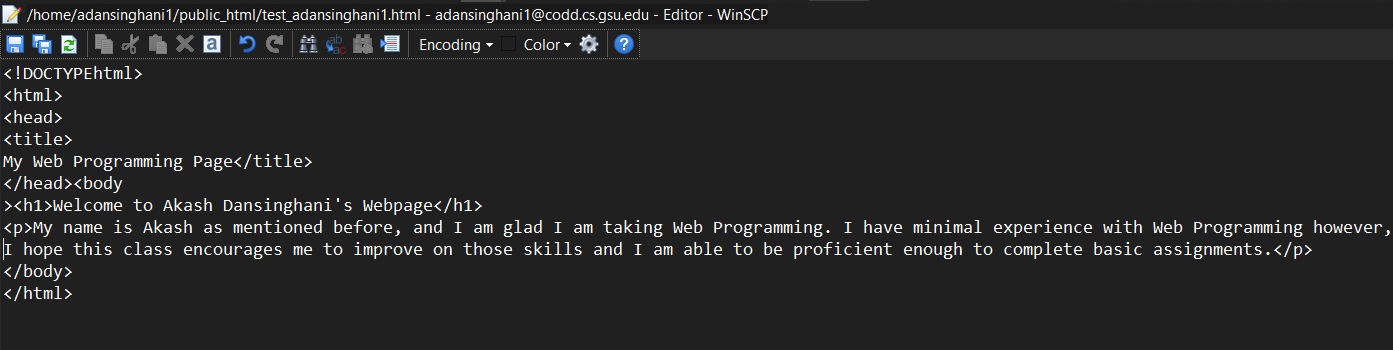 /home/adansinghani1/public_html/test_adansinghani1.html - adansinghani1@codd.cs.gsu.edu - Editor - WinSCP
Encoding Color
<!DOCTYPEhtml>
<html>
<head>
<title>
My Web Programming Page</title>
</head><body
><h1>Welcome to Akash Dansinghani's Webpage</h1>
<p>My name is Akash as mentioned before, and I am glad I am taking Web Programming. I have minimal experience with Web Programming however,
I hope this class encourages me to improve on those skills and I am able to be proficient enough to complete basic assignments.</p>
</body>
</html>